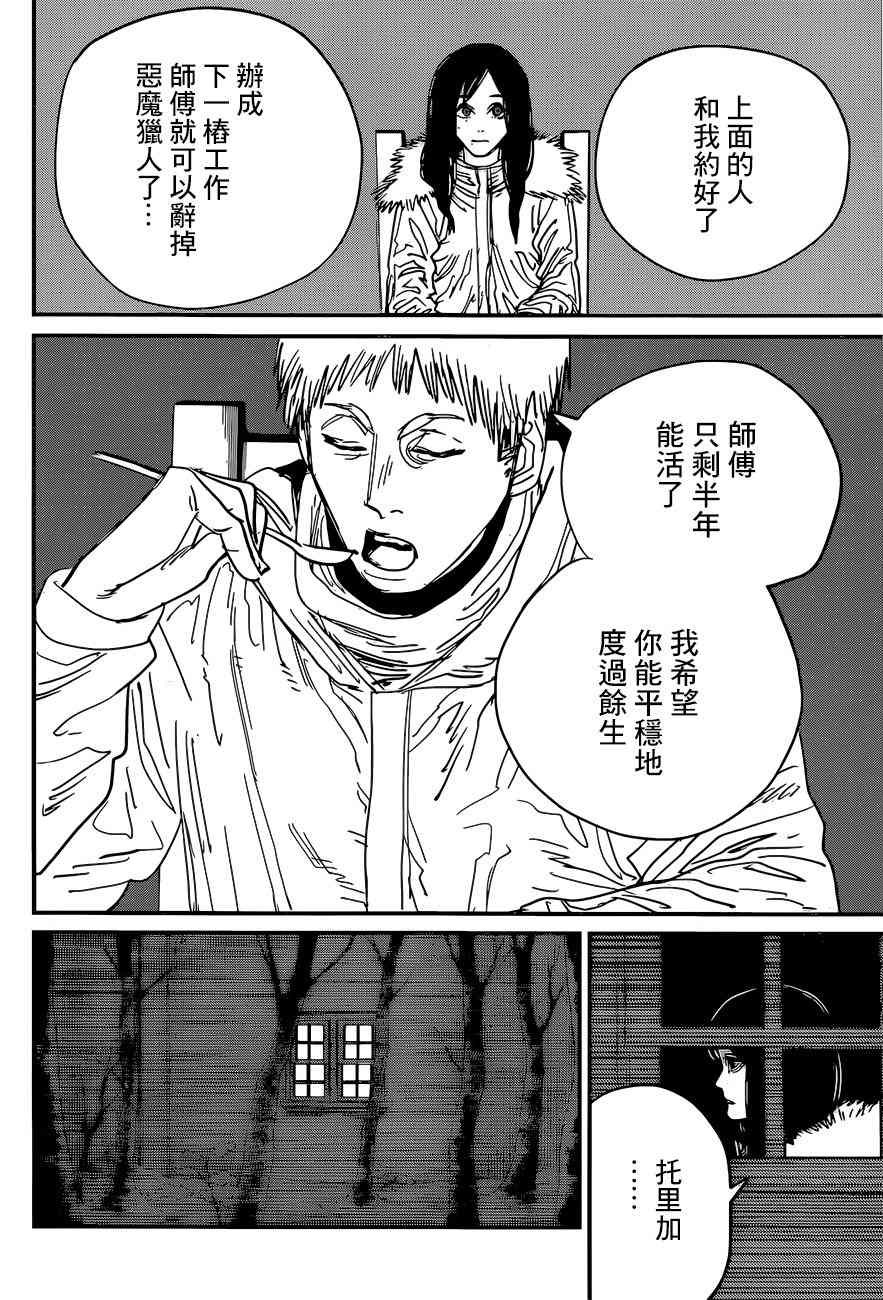 上面的人
和我約好了
辦成
下一樁工作
師傅就可以辭掉
惡魔獵人了…
師傅
只剩半年
能活了
我希望
你能平穩地
度過餘生
托里加
……